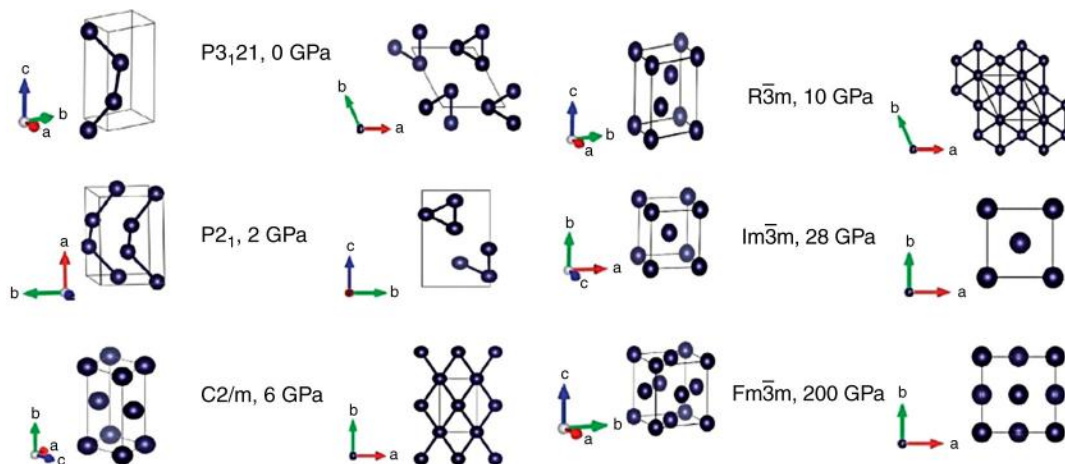 c
b
a
P3₁21, 0 GPa
b
a
c
b
a
R3̅m, 10 GPa
b
a
a
b
P2₁, 2 GPa
c
b
b
a
c
Im3̅m, 28 GPa
b
a
b
a
c
C2/m, 6 GPa
b
a
c
b
a
Fm3̅m, 200 GPa
b
a